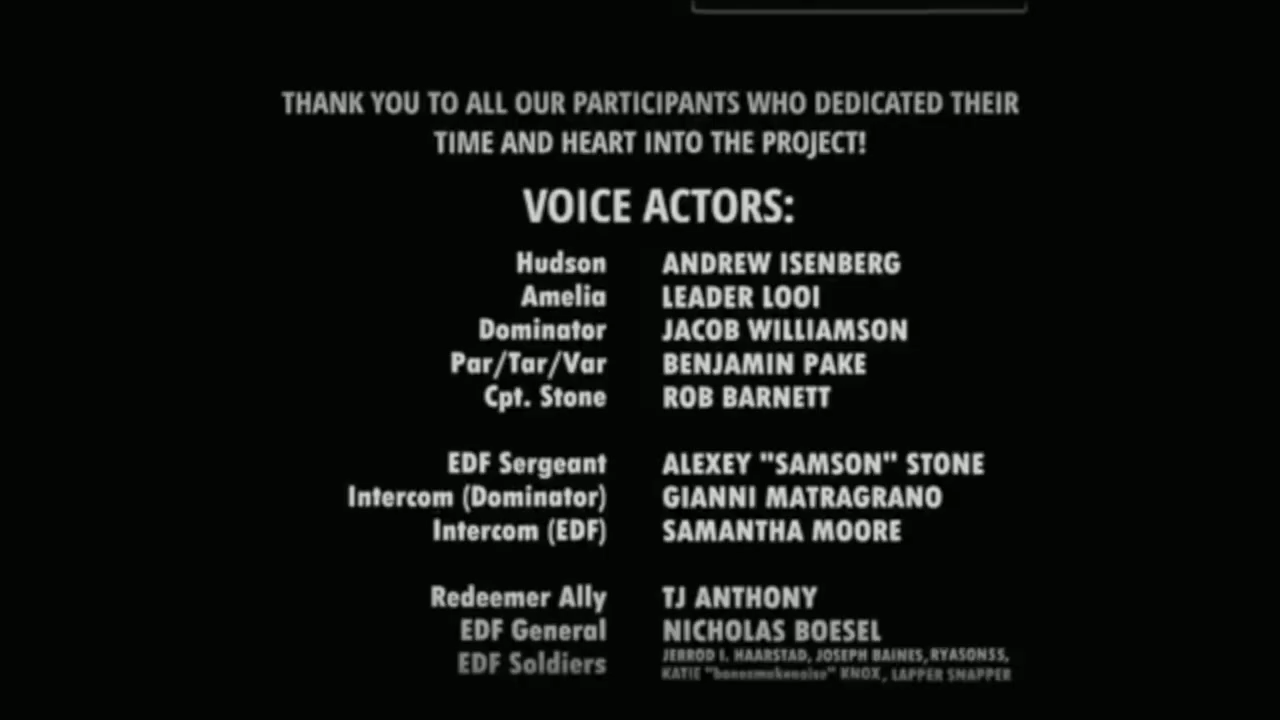 THANK YOU TO ALL OUR PARTICIPANTS WHO DEDICATED THEIR
TIME AND HEART INTO THE PROJECT!
VOICE ACTORS:
Hudson ANDREW ISENBERG
Amelia LEADER LOOI
Dominator JACOB WILLIAMSON
Par/Tar/Var BENJAMIN PAKE
Cpt. Stone ROB BARNETT
EDF Sergeant ALEXEY "SAMSON" STONE
Intercom (Dominator) GIANNI MATRAGRANO
Intercom (EDF) SAMANTHA MOORE
Redeemer Ally TJ ANTHONY
EDF General NICHOLAS BOESEL
EDF Soldiers JERROD I. HAARSTAD, JOSEPH BAINES,
KATIE KNOX, LAPPER SNAPPER